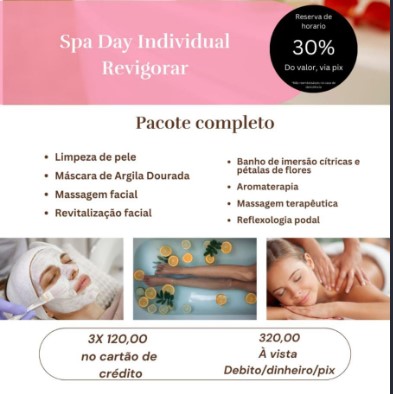 Spa Day Individual
Revigorar
Reserva de
horario
30%
Do valor, via pix
Pacote completo
• Limpeza de pele
• Máscara de Argila Dourada
• Massagem facial
• Revitalização facial
• Banho de imersão cítricas e
pétalas de flores
• Aromaterapia
• Massagem terapêutica
• Reflexologia podal
3X 120,00
no cartão de
crédito
320,00
À vista
Debito/dinheiro/pix